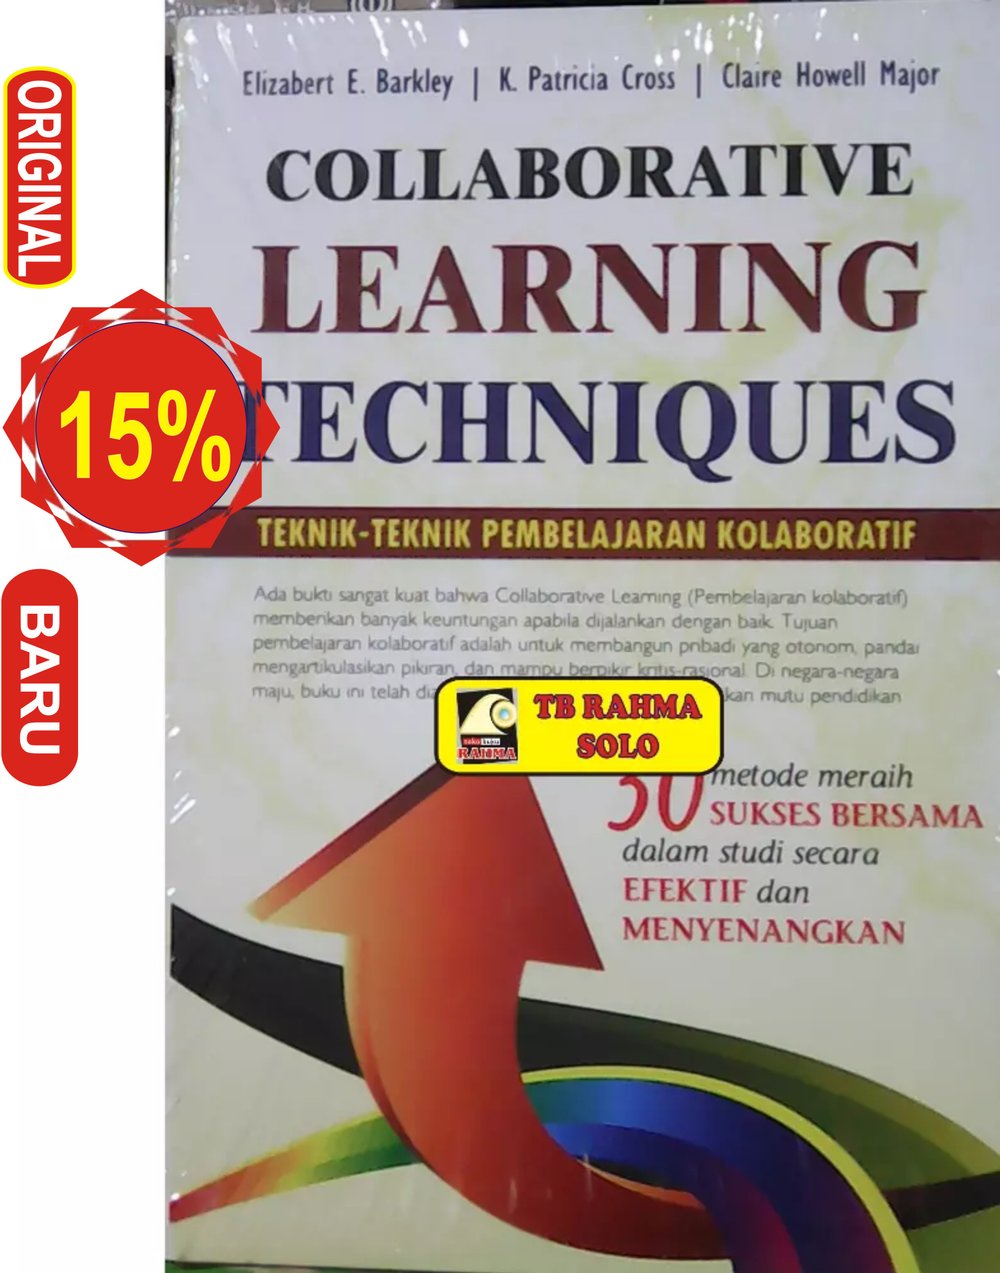 ORIGINAL
15%
BARU
Elizabert E. Barkley | K. Patricia Cross | Claire Howell Major
COLLABORATIVE
LEARNING
TECHNIQUES
TEKNIK-TEKNIK PEMBELAJARAN KOLABORATIF
Ada bukti sangat kuat bahwa Collaborative Learning (Pembelajaran kolaboratif)
memberikan banyak keuntungan apabila dijalankan dengan baik. Tujuan
pembelajaran kolaboratif adalah untuk membangun pribadi yang otonom, pandai
mengartikulasikan pikiran, dan mampu berpikir kritis-rasional. Di negara-negara
maju, buku ini telah mutu pendidikan
TB RAHMA
SOLO
toko buku
RAHMA
metode meraih
SUKSES BERSAMA
dalam studi secara
EFEKTIF dan
MENYENANGKAN